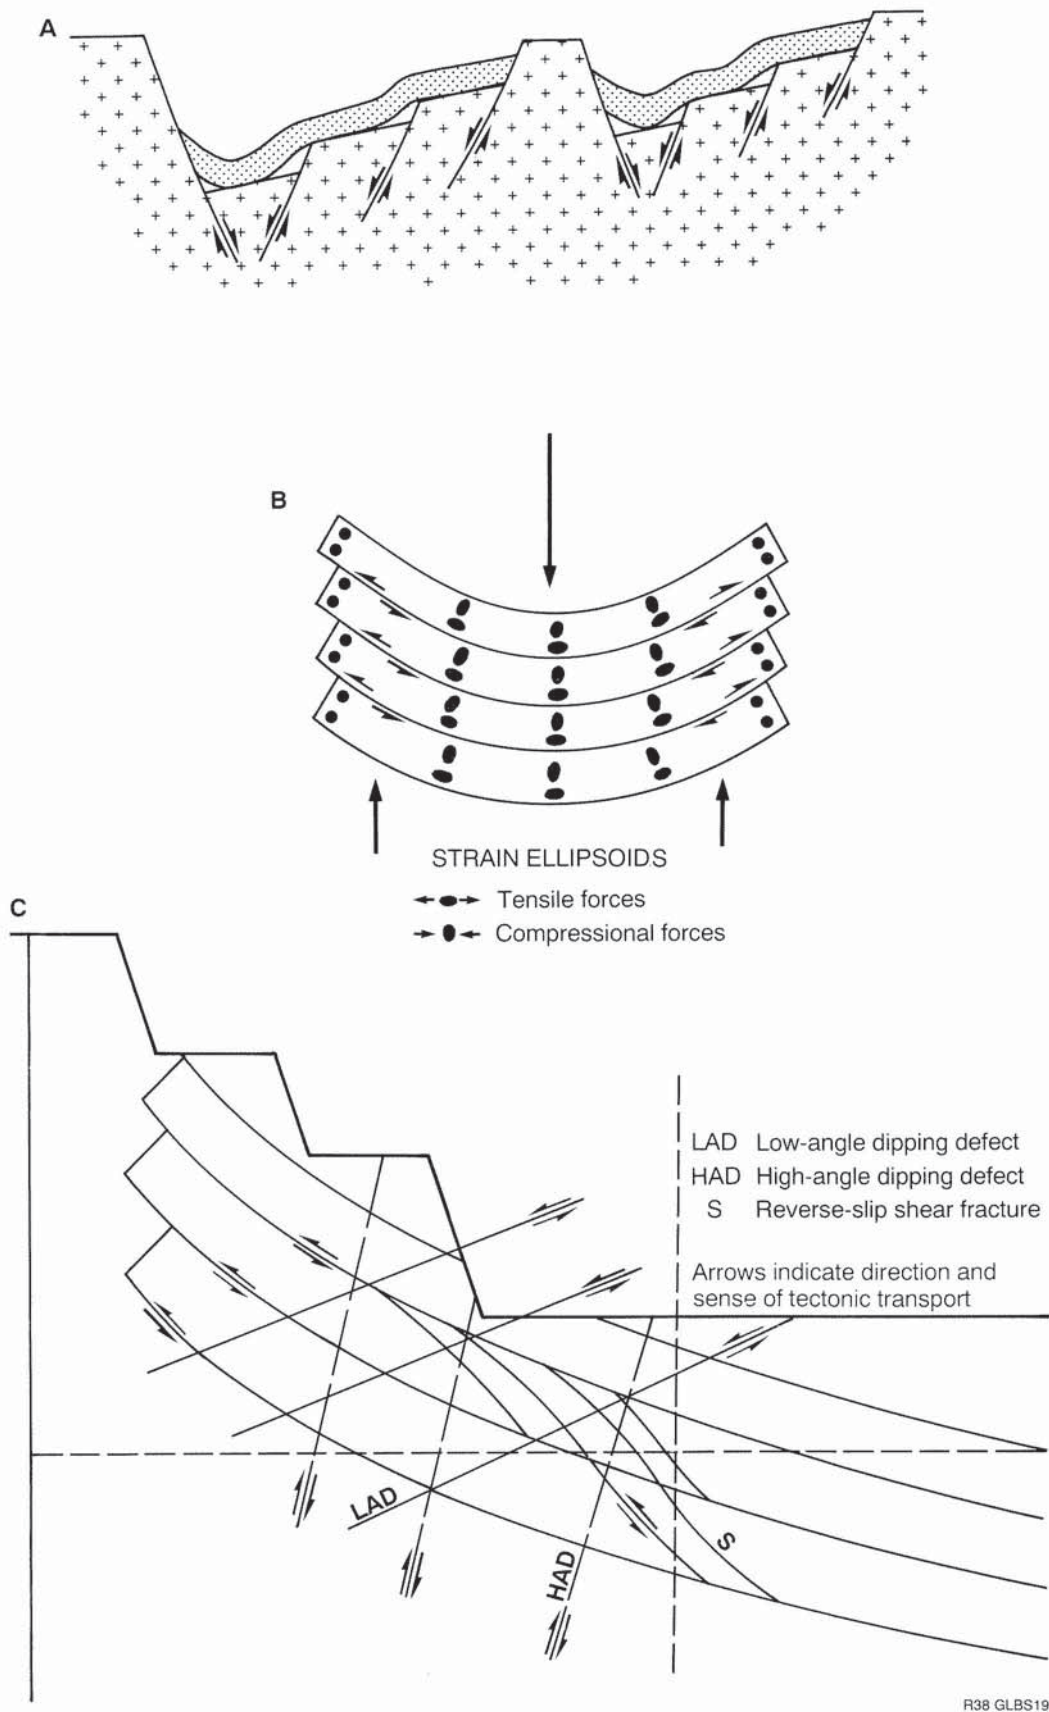 A
B
STRAIN ELLIPSOIDS
Tensile forces
Compressional forces
C
LAD Low-angle dipping defect
HAD High-angle dipping defect
S Reverse-slip shear fracture
Arrows indicate direction and
sense of tectonic transport
LAD
HAD
S
R38 GLBS19